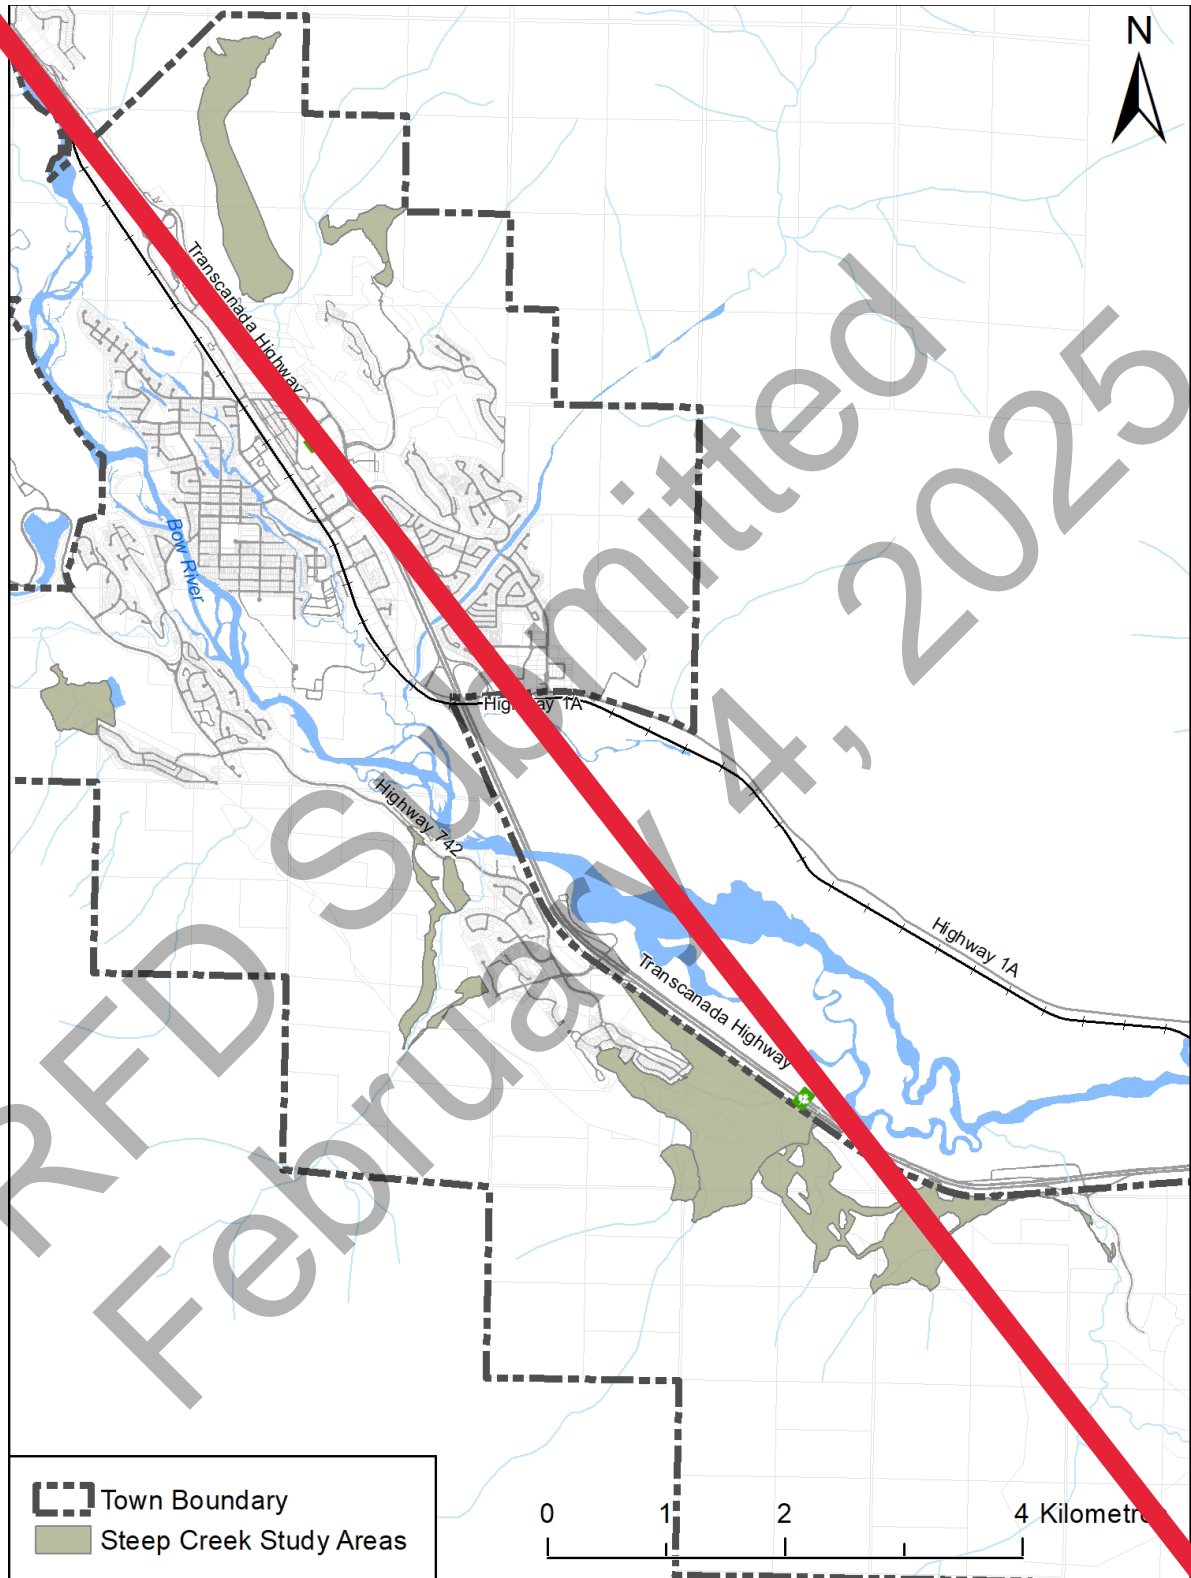 N
Transcanada Highway
Bow River
Highway 1A
Highway 742
Highway 1A
Transcanada Highway
RFD Submitted
February 4, 2025
Town Boundary
Steep Creek Study Areas
0 1 2 4 Kilometres